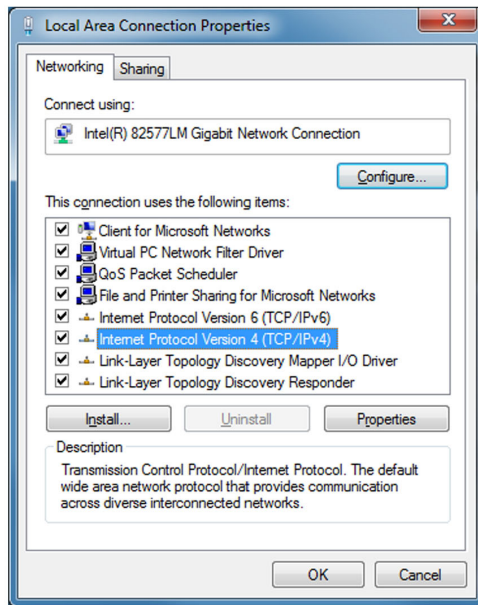 Local Area Connection Properties
Networking
Sharing
Connect using:
Intel(R) 82577LM Gigabit Network Connection
Configure...
This connection uses the following items:
Client for Microsoft Networks
Virtual PC Network Filter Driver
QoS Packet Scheduler
File and Printer Sharing for Microsoft Networks
Internet Protocol Version 6 (TCP/IPv6)
Internet Protocol Version 4 (TCP/IPv4)
Link-Layer Topology Discovery Mapper I/O Driver
Link-Layer Topology Discovery Responder
Install...
Uninstall
Properties
Description
Transmission Control Protocol/Internet Protocol. The default
wide area network protocol that provides communication
across diverse interconnected networks.
OK
Cancel